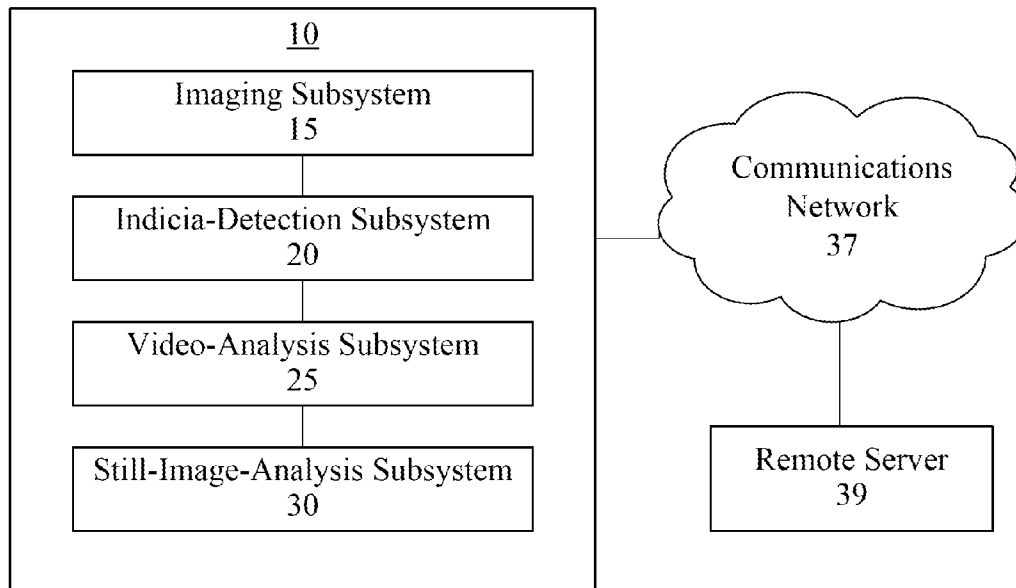 10
Imaging Subsystem
15
Indicia-Detection Subsystem
20
Video-Analysis Subsystem
25
Still-Image-Analysis Subsystem
30
Communications
Network
37
Remote Server
39